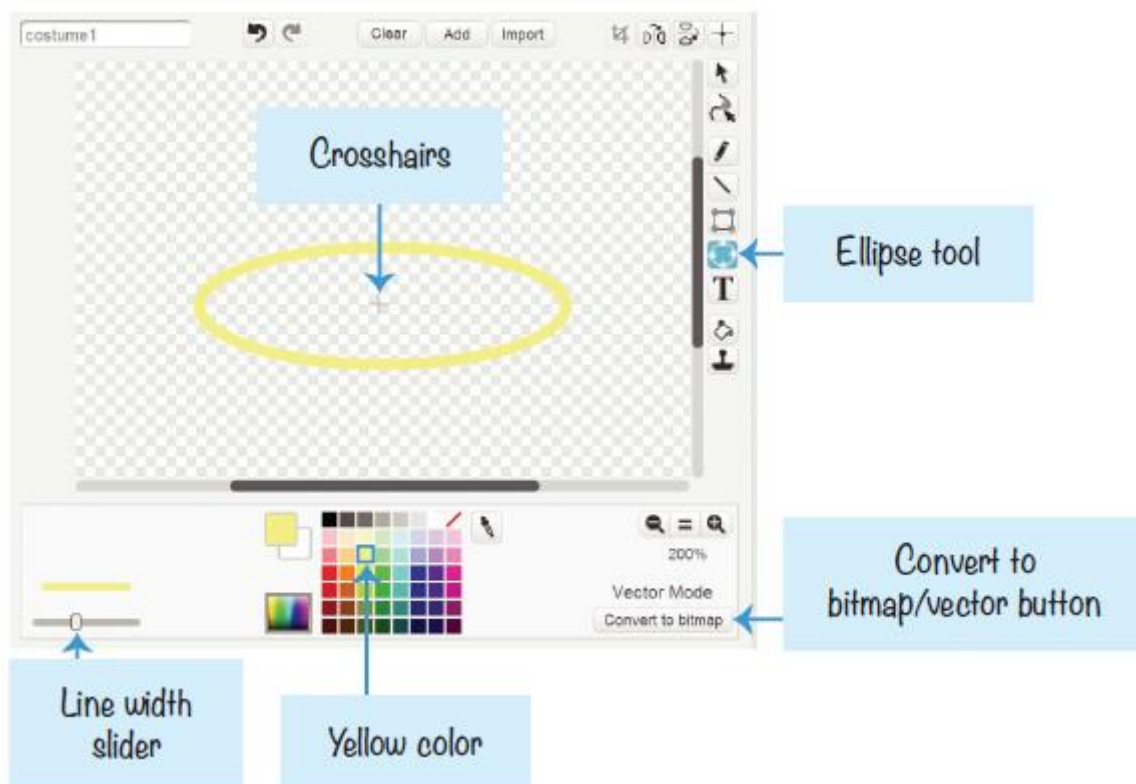 costume1
Clear
Add
Import
Crosshairs
Ellipse tool
T
200%
Vector Mode
Convert to bitmap
Convert to
bitmap/vector button
Line width
slider
Yellow color